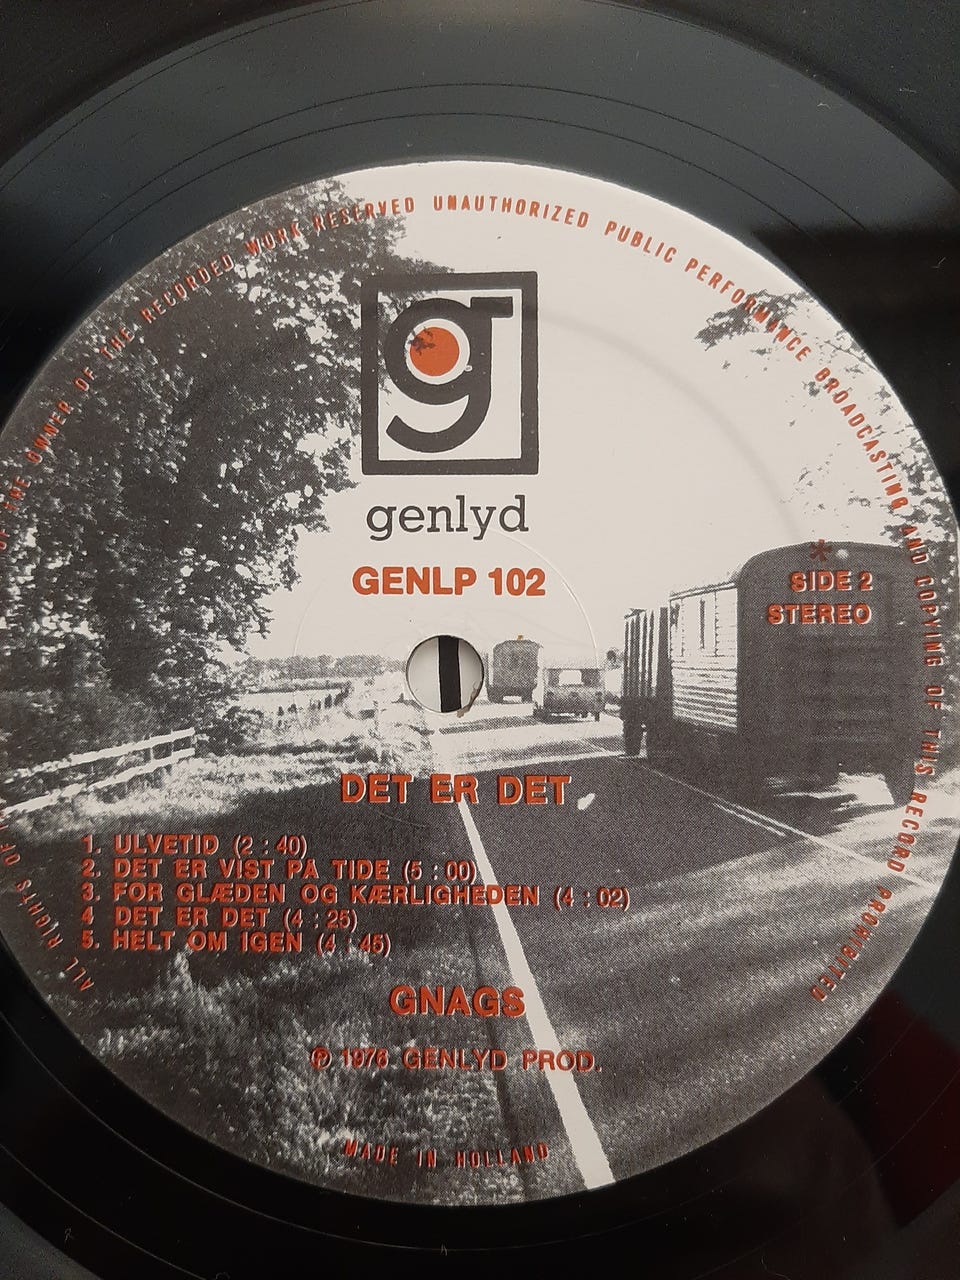 ALL RIGHTS OF THE OWNER OF THE RECORDED WORK RESERVED UNAUTHORIZED PUBLIC PERFORMANCE BROADCASTING AND COPYING OF THIS RECORD PROHIBITED
g
genlyd
GENLP 102
* SIDE 2
STEREO
DET ER DET
1. ULVETID (2 : 40)
2. DET ER VIST PÅ TIDE (5 : 00)
3. FOR GLÆDEN OG KÆRLIGHEDEN (4 : 02)
4 DET ER DET (4 : 25)
5. HELT OM IGEN (4 : 45)
GNAGS
℗ 1976 GENLYD PROD.
MADE IN HOLLAND